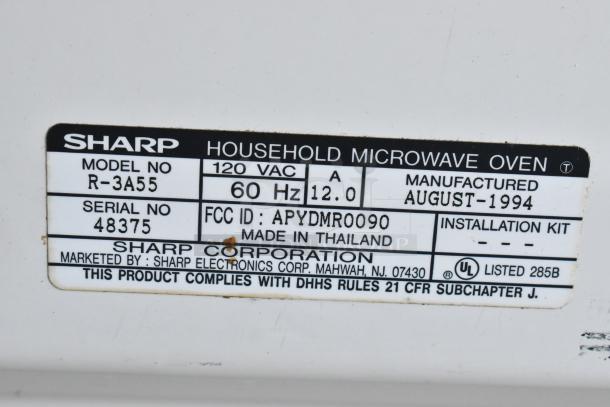 SHARP HOUSEHOLD MICROWAVE OVEN T
MODEL NO
R-3A55
120 VAC
60 Hz
A
12.0
MANUFACTURED
AUGUST-1994
SERIAL NO
48375
FCC ID : APYDMR0090
MADE IN THAILAND
INSTALLATION KIT
- - -
SHARP CORPORATION
MARKETED BY : SHARP ELECTRONICS CORP. MAHWAH, NJ. 07430
® UL LISTED 285B
THIS PRODUCT COMPLIES WITH DHHS RULES 21 CFR SUBCHAPTER J.